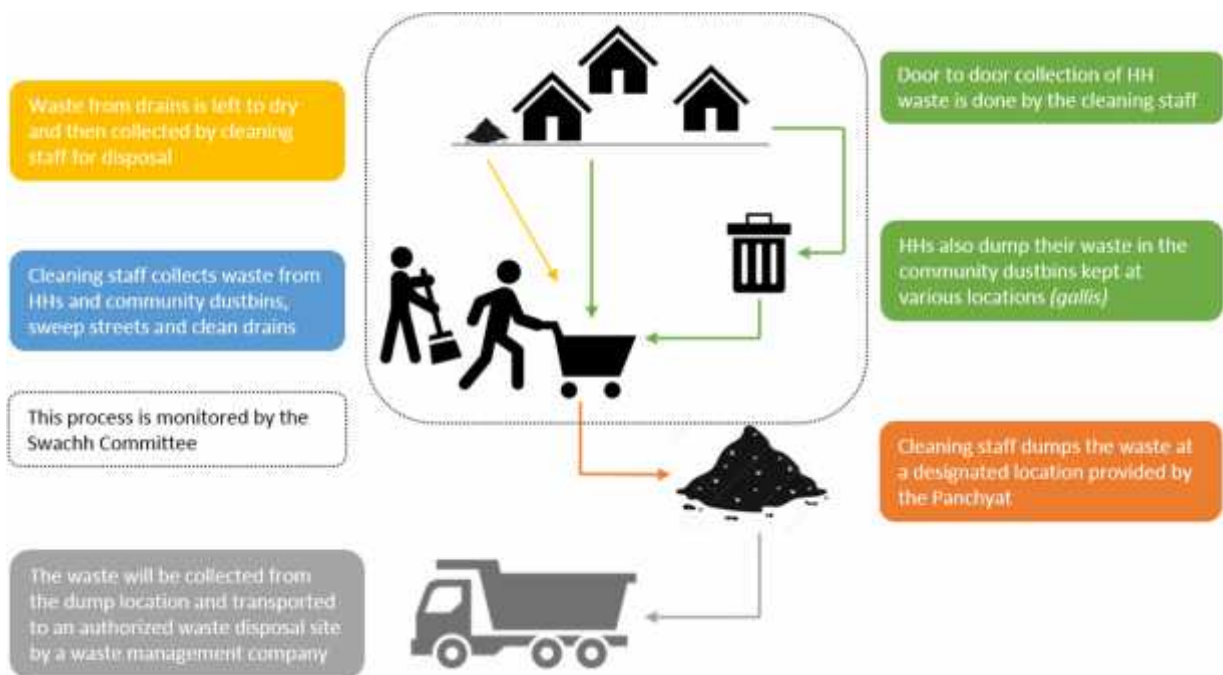 Waste from drains is left to dry
and then collected by cleaning
staff for disposal
Cleaning staff collects waste from
HHs and community dustbins,
sweep streets and clean drains
This process is monitored by the
Swachh Committee
The waste will be collected from
the dump location and transported
to an authorized waste disposal site
by a waste management company
Door to door collection of HH
waste is done by the cleaning staff
HHs also dump their waste in the
community dustbins kept at
various locations (gallis)
Cleaning staff dumps the waste at
a designated location provided by
the Panchyat